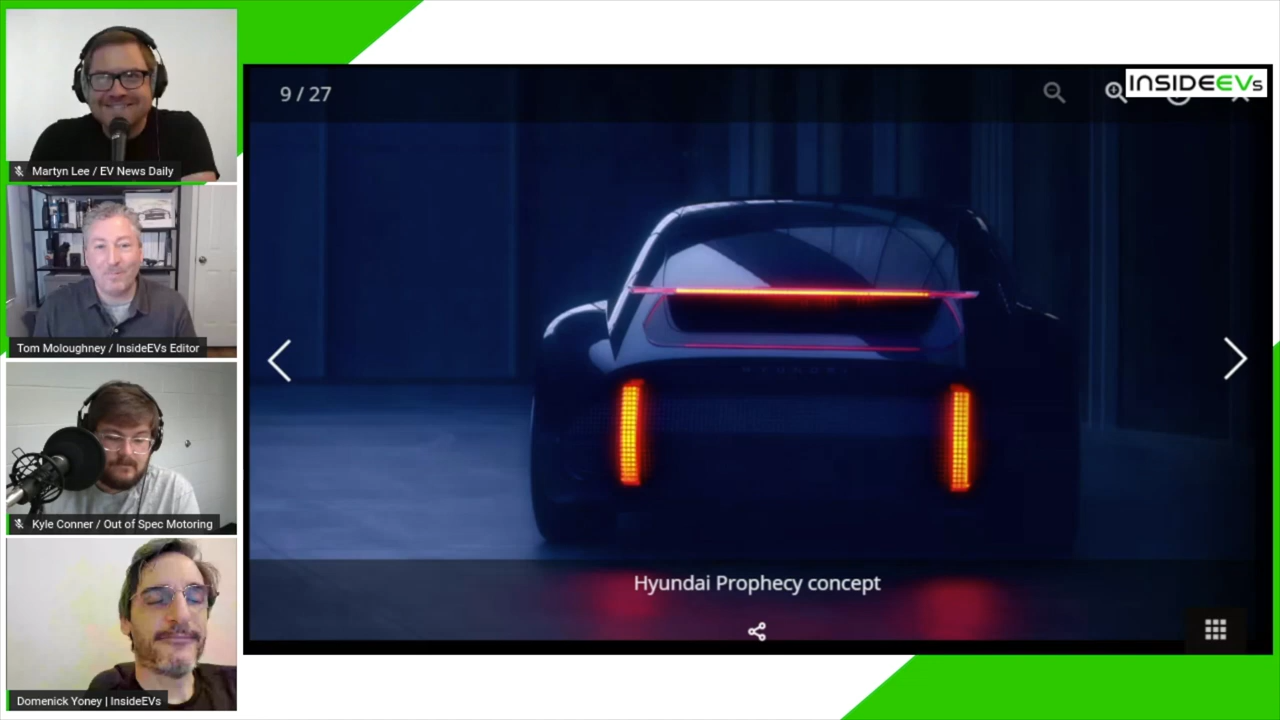 Martyn Lee / EV News Daily
Tom Moloughney / InsideEVs Editor
Kyle Conner / Out of Spec Motoring
Domenick Yoney | InsideEVs
9 / 27
INSIDEEVs
HYUNDAI
Hyundai Prophecy concept